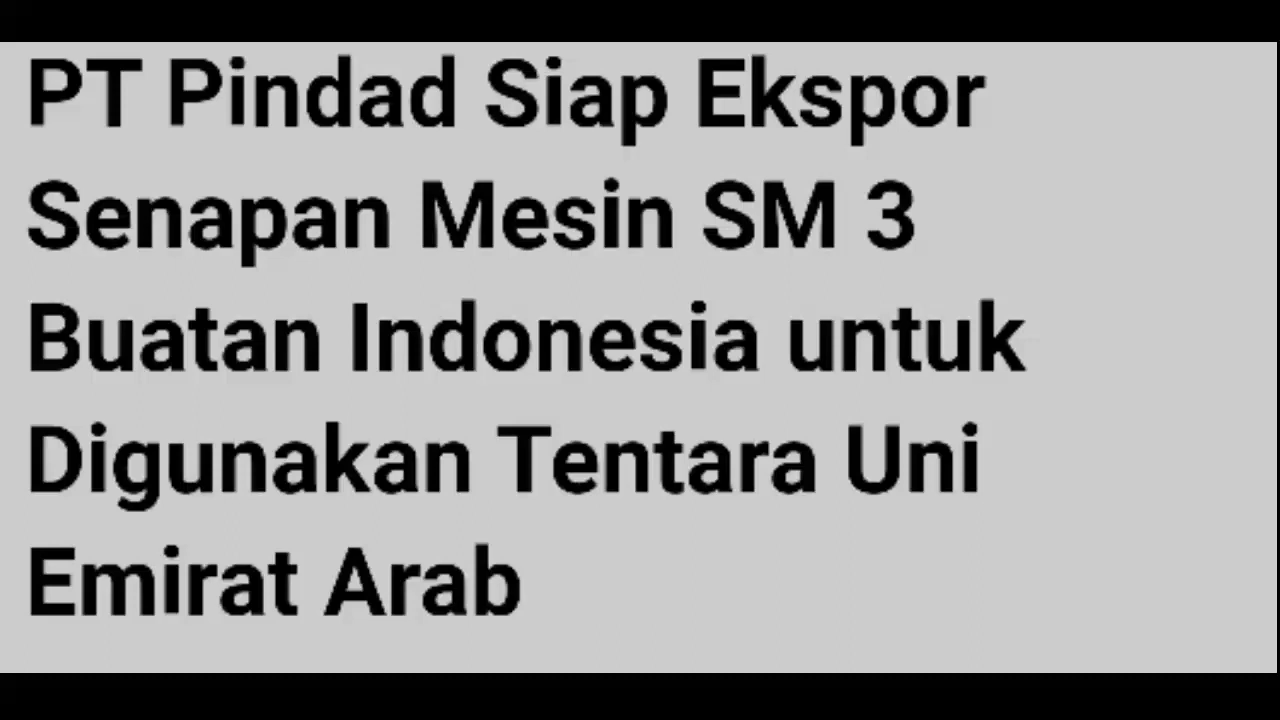 PT Pindad Siap Ekspor
Senapan Mesin SM 3
Buatan Indonesia untuk
Digunakan Tentara Uni
Emirat Arab